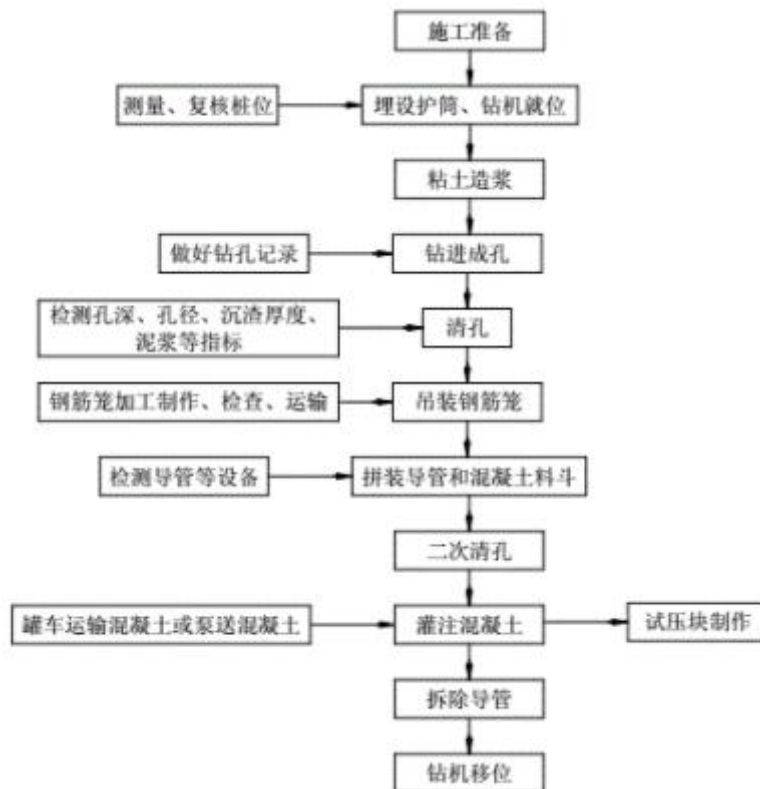 施工准备
测量、复核桩位
埋设护筒、钻机就位
粘土造浆
做好钻孔记录
钻进成孔
检测孔深、孔径、沉渣厚度、
泥浆等指标
清孔
钢筋笼加工制作、检查、运输
吊装钢筋笼
检测导管等设备
拼装导管和混凝土料斗
二次清孔
罐车运输混凝土或泵送混凝土
灌注混凝土
试压块制作
拆除导管
钻机移位